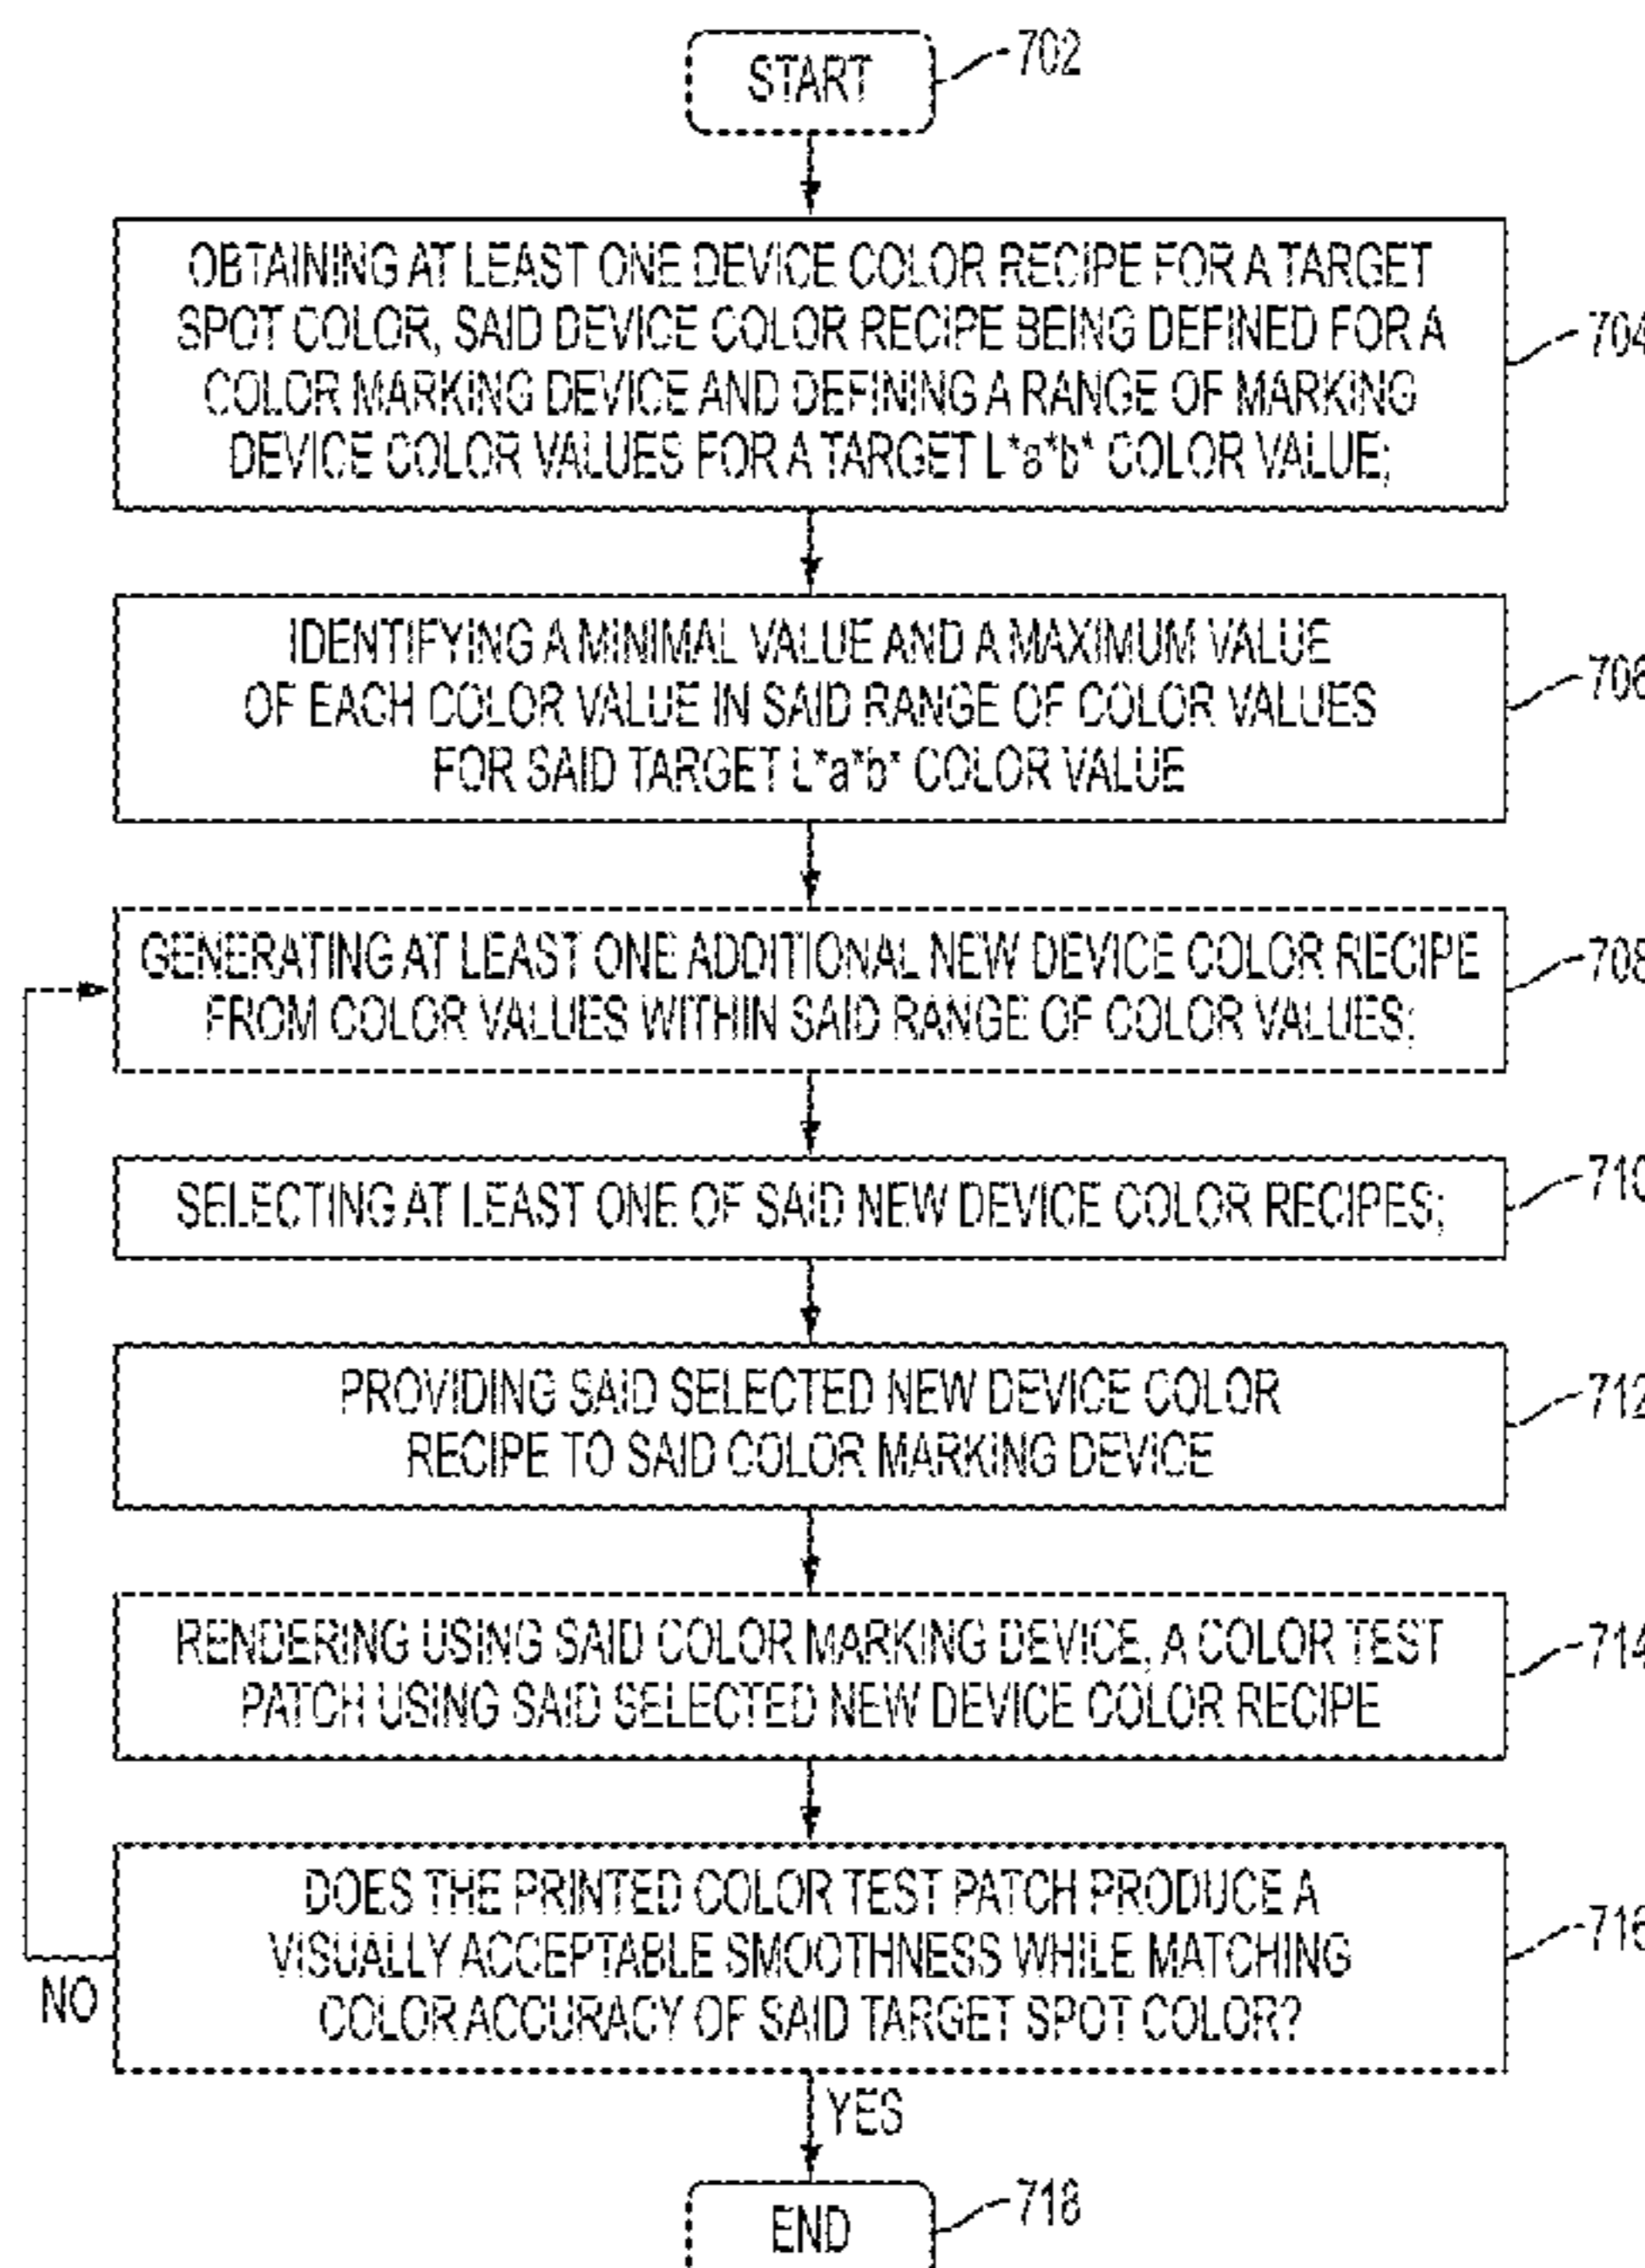 START
702
OBTAINING AT LEAST ONE DEVICE COLOR RECIPE FOR A TARGET
SPOT COLOR, SAID DEVICE COLOR RECIPE BEING DEFINED FOR A
COLOR MARKING DEVICE AND DEFINING A RANGE OF MARKING
DEVICE COLOR VALUES FOR A TARGET L*a*b* COLOR VALUE;
704
IDENTIFYING A MINIMAL VALUE AND A MAXIMUM VALUE
OF EACH COLOR VALUE IN SAID RANGE OF COLOR VALUES
FOR SAID TARGET L*a*b* COLOR VALUE
706
GENERATING AT LEAST ONE ADDITIONAL NEW DEVICE COLOR RECIPE
FROM COLOR VALUES WITHIN SAID RANGE OF COLOR VALUES;
708
SELECTING AT LEAST ONE OF SAID NEW DEVICE COLOR RECIPES;
710
PROVIDING SAID SELECTED NEW DEVICE COLOR
RECIPE TO SAID COLOR MARKING DEVICE
712
RENDERING USING SAID COLOR MARKING DEVICE, A COLOR TEST
PATCH USING SAID SELECTED NEW DEVICE COLOR RECIPE
714
DOES THE PRINTED COLOR TEST PATCH PRODUCE A
VISUALLY ACCEPTABLE SMOOTHNESS WHILE MATCHING
COLOR ACCURACY OF SAID TARGET SPOT COLOR?
716
NO
YES
END
718